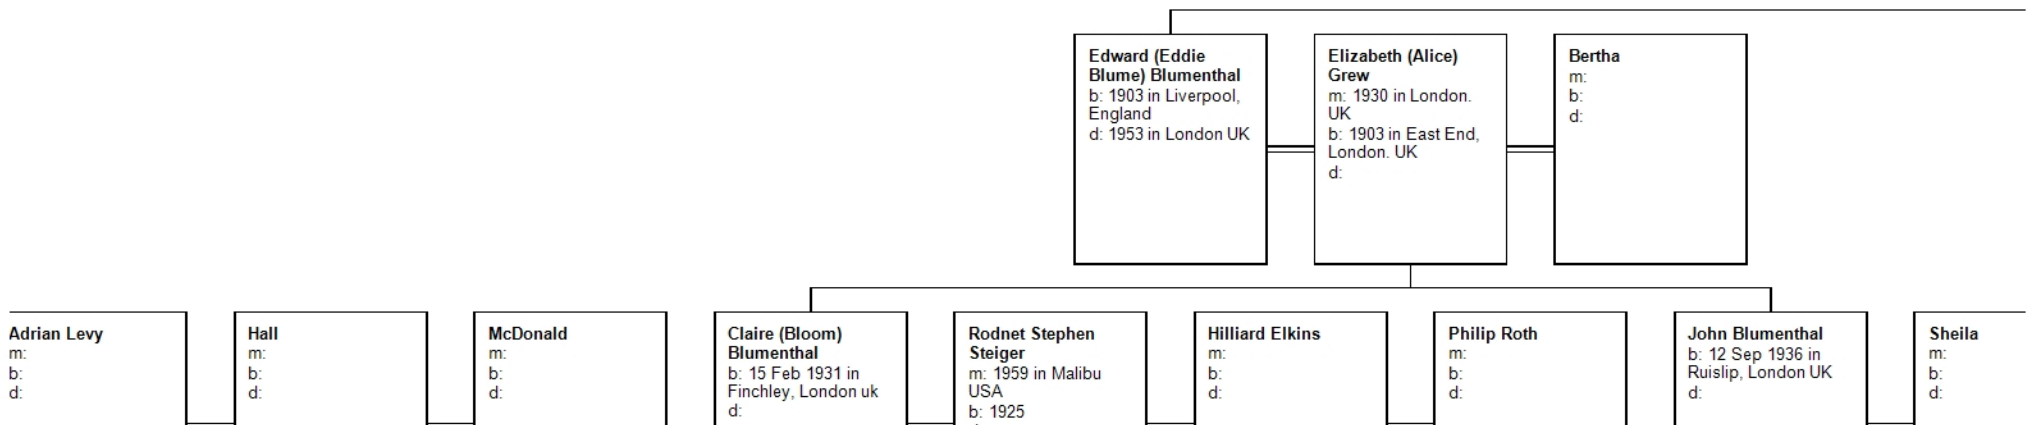 Edward (Eddie
Blume) Blumenthal
b: 1903 in Liverpool,
England
d: 1953 in London UK
Elizabeth (Alice)
Grew
m: 1930 in London.
UK
b: 1903 in East End,
London. UK
d:
Bertha
m:
b:
d:
Adrian Levy
m:
b:
d:
Hall
m:
b:
d:
McDonald
m:
b:
d:
Claire (Bloom)
Blumenthal
b: 15 Feb 1931 in
Finchley, London uk
d:
Rodnet Stephen
Steiger
m: 1959 in Malibu
USA
b: 1925
Hilliard Elkins
m:
b:
d:
Philip Roth
m:
b:
d:
John Blumenthal
b: 12 Sep 1936 in
Ruislip, London UK
d:
Sheila
m:
b:
d: